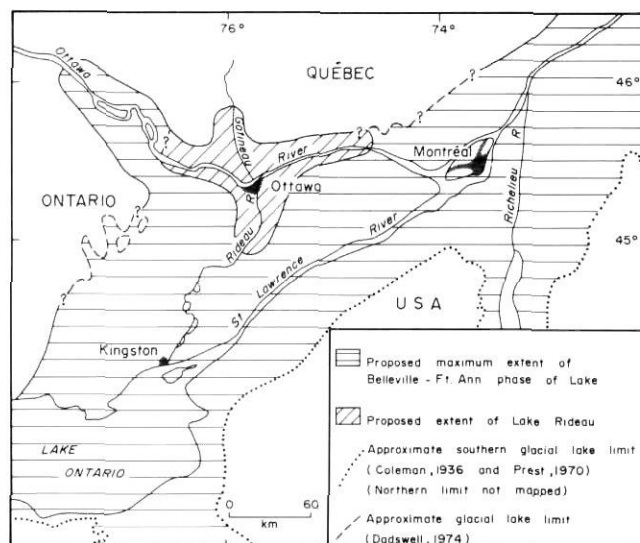 76° 74°
46°
QUÉBEC
Ottawa
?
?
?
?
?
Gatineau
River
Montréal
R
Richelieu
Ottawa
ONTARIO
R
Rideau
River
45°
?
?
Lawrence
USA
St
Kingston
LAKE
ONTARIO
0 60
km
Proposed maximum extent of
Belleville - Ft. Ann phase of Lake
Proposed extent of Lake Rideau
Approximate southern glacial lake limit
(Coleman, 1936 and Prest, 1970)
(Northern limit not mapped)
Approximate glacial lake limit
(Dadswell, 1974)